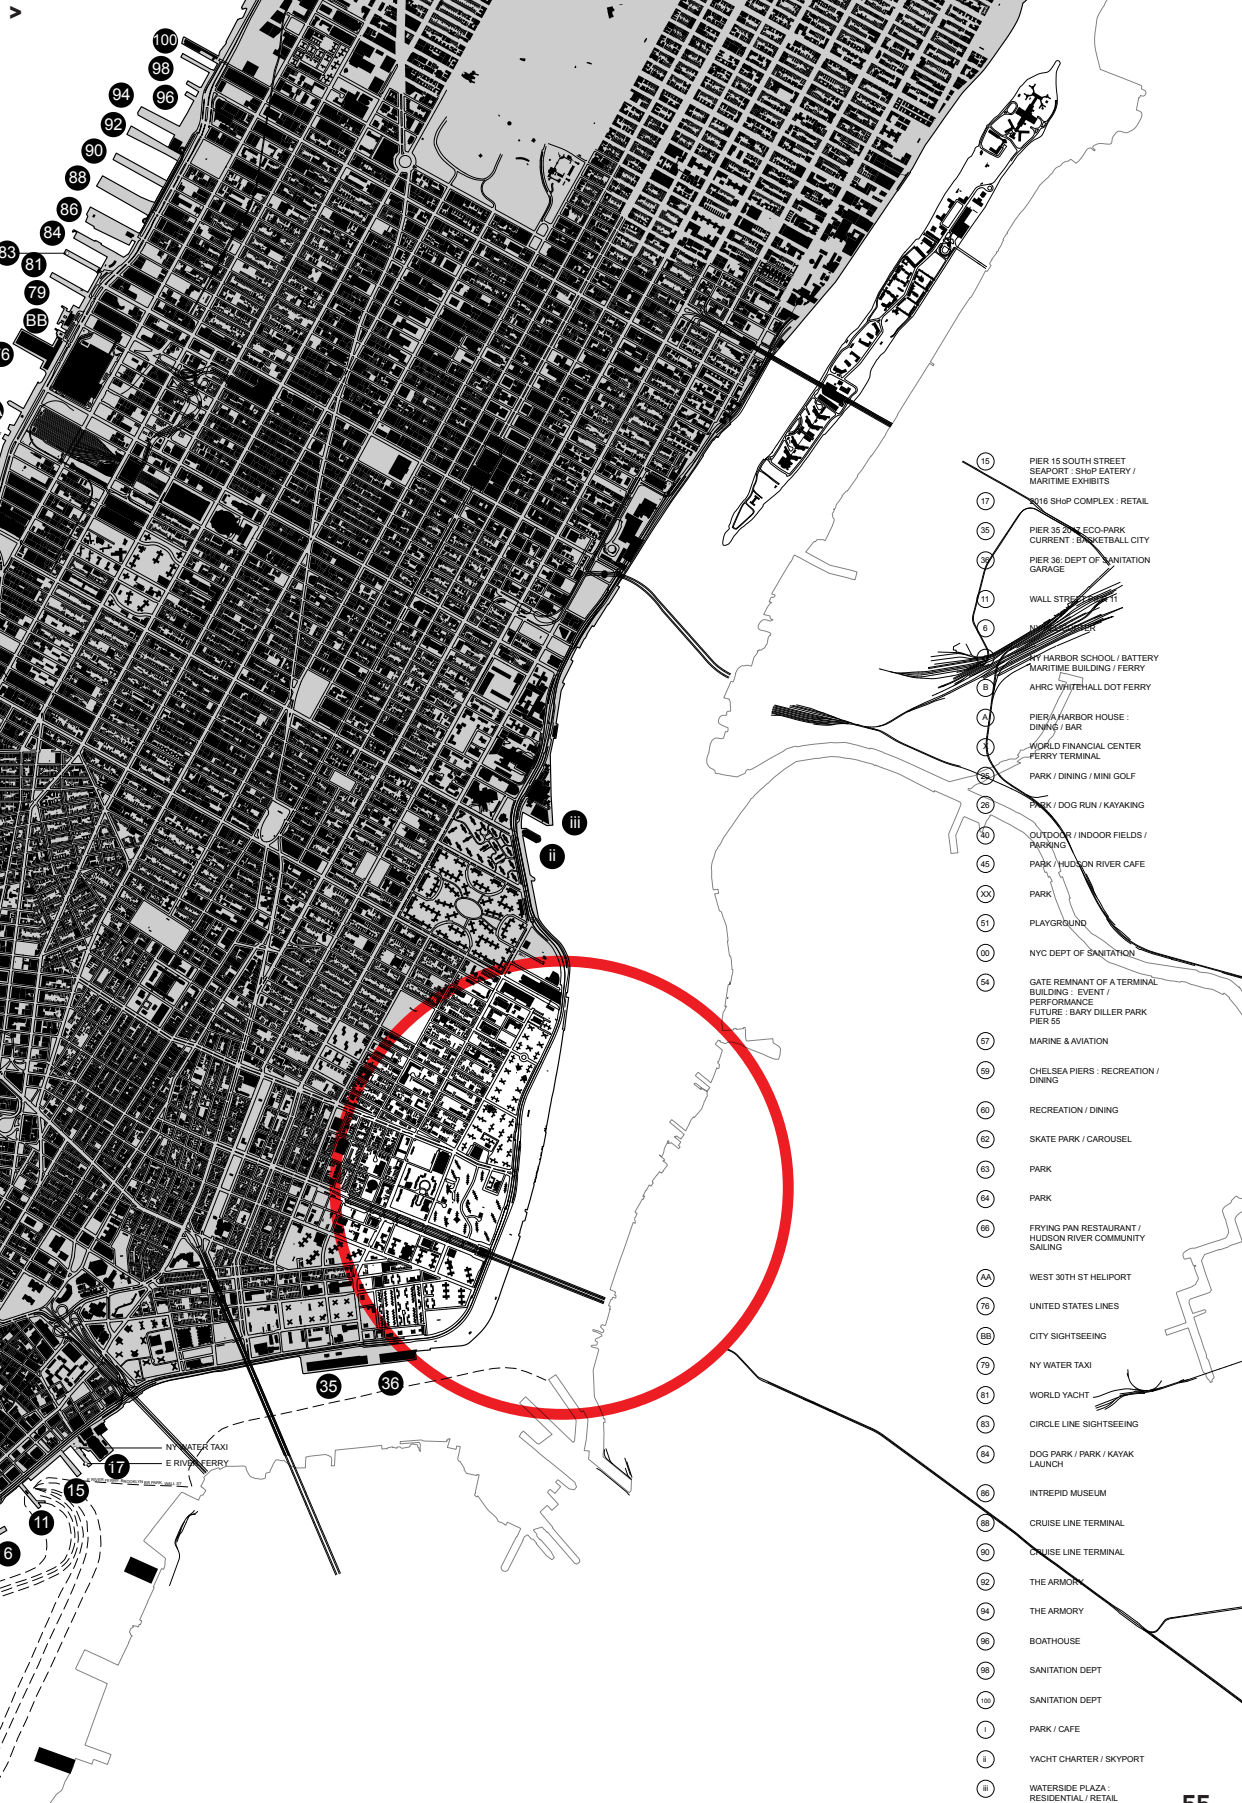 >
100
98
96
94
92
90
88
86
84
83
81
79
BB
iii
ii
35
36
NY WATER TAXI
E RIVER FERRY
17
15
11
6
15 PIER 15 SOUTH STREET
SEAPORT : SHoP EATERY /
MARITIME EXHIBITS
17 2016 SHoP COMPLEX : RETAIL
35 PIER 35 2017 ECO-PARK
CURRENT : BASKETBALL CITY
36 PIER 36: DEPT OF SANITATION
GARAGE
11 WALL STREET PIER 11
6
NY HARBOR SCHOOL / BATTERY
MARITIME BUILDING / FERRY
B AHRC WHITEHALL DOT FERRY
A PIER A HARBOR HOUSE :
DINING / BAR
X WORLD FINANCIAL CENTER
FERRY TERMINAL
25 PARK / DINING / MINI GOLF
26 PARK / DOG RUN / KAYAKING
40 OUTDOOR / INDOOR FIELDS /
PARKING
45 PARK / HUDSON RIVER CAFE
XX PARK
51 PLAYGROUND
00 NYC DEPT OF SANITATION
54 GATE REMNANT OF A TERMINAL
BUILDING : EVENT /
PERFORMANCE
FUTURE : BARY DILLER PARK
PIER 55
57 MARINE & AVIATION
59 CHELSEA PIERS : RECREATION /
DINING
60 RECREATION / DINING
62 SKATE PARK / CAROUSEL
63 PARK
64 PARK
66 FRYING PAN RESTAURANT /
HUDSON RIVER COMMUNITY
SAILING
AA WEST 30TH ST HELIPORT
76 UNITED STATES LINES
BB CITY SIGHTSEEING
79 NY WATER TAXI
81 WORLD YACHT
83 CIRCLE LINE SIGHTSEEING
84 DOG PARK / PARK / KAYAK
LAUNCH
86 INTREPID MUSEUM
88 CRUISE LINE TERMINAL
90 CRUISE LINE TERMINAL
92 THE ARMORY
94 THE ARMORY
96 BOATHOUSE
98 SANITATION DEPT
100 SANITATION DEPT
I PARK / CAFE
ii YACHT CHARTER / SKYPORT
iii WATERSIDE PLAZA :
RESIDENTIAL / RETAIL
55